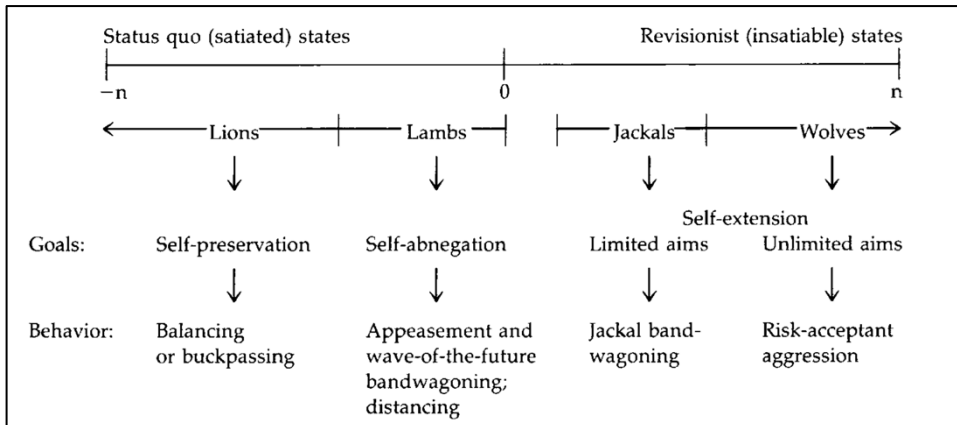 Status quo (satiated) states Revisionist (insatiable) states
−n 0 n
Lions Lambs Jackals Wolves
Self-extension
Goals: Self-preservation Self-abnegation Limited aims Unlimited aims
Behavior: Balancing Appeasement and Jackal band- Risk-acceptant
or buckpassing wave-of-the-future wagoning aggression
bandwagoning;
distancing